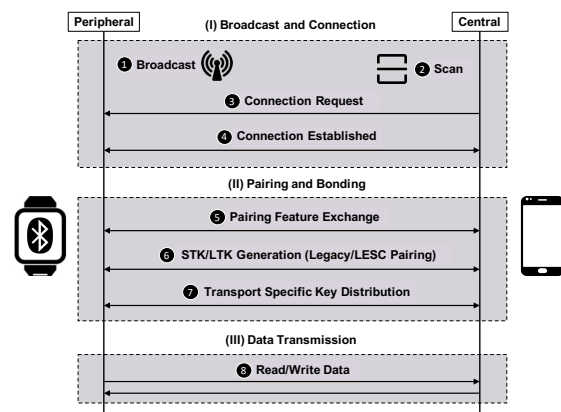 Peripheral
(I) Broadcast and Connection
Central
1 Broadcast
2 Scan
3 Connection Request
4 Connection Established
(II) Pairing and Bonding
5 Pairing Feature Exchange
6 STK/LTK Generation (Legacy/LESC Pairing)
7 Transport Specific Key Distribution
(III) Data Transmission
8 Read/Write Data